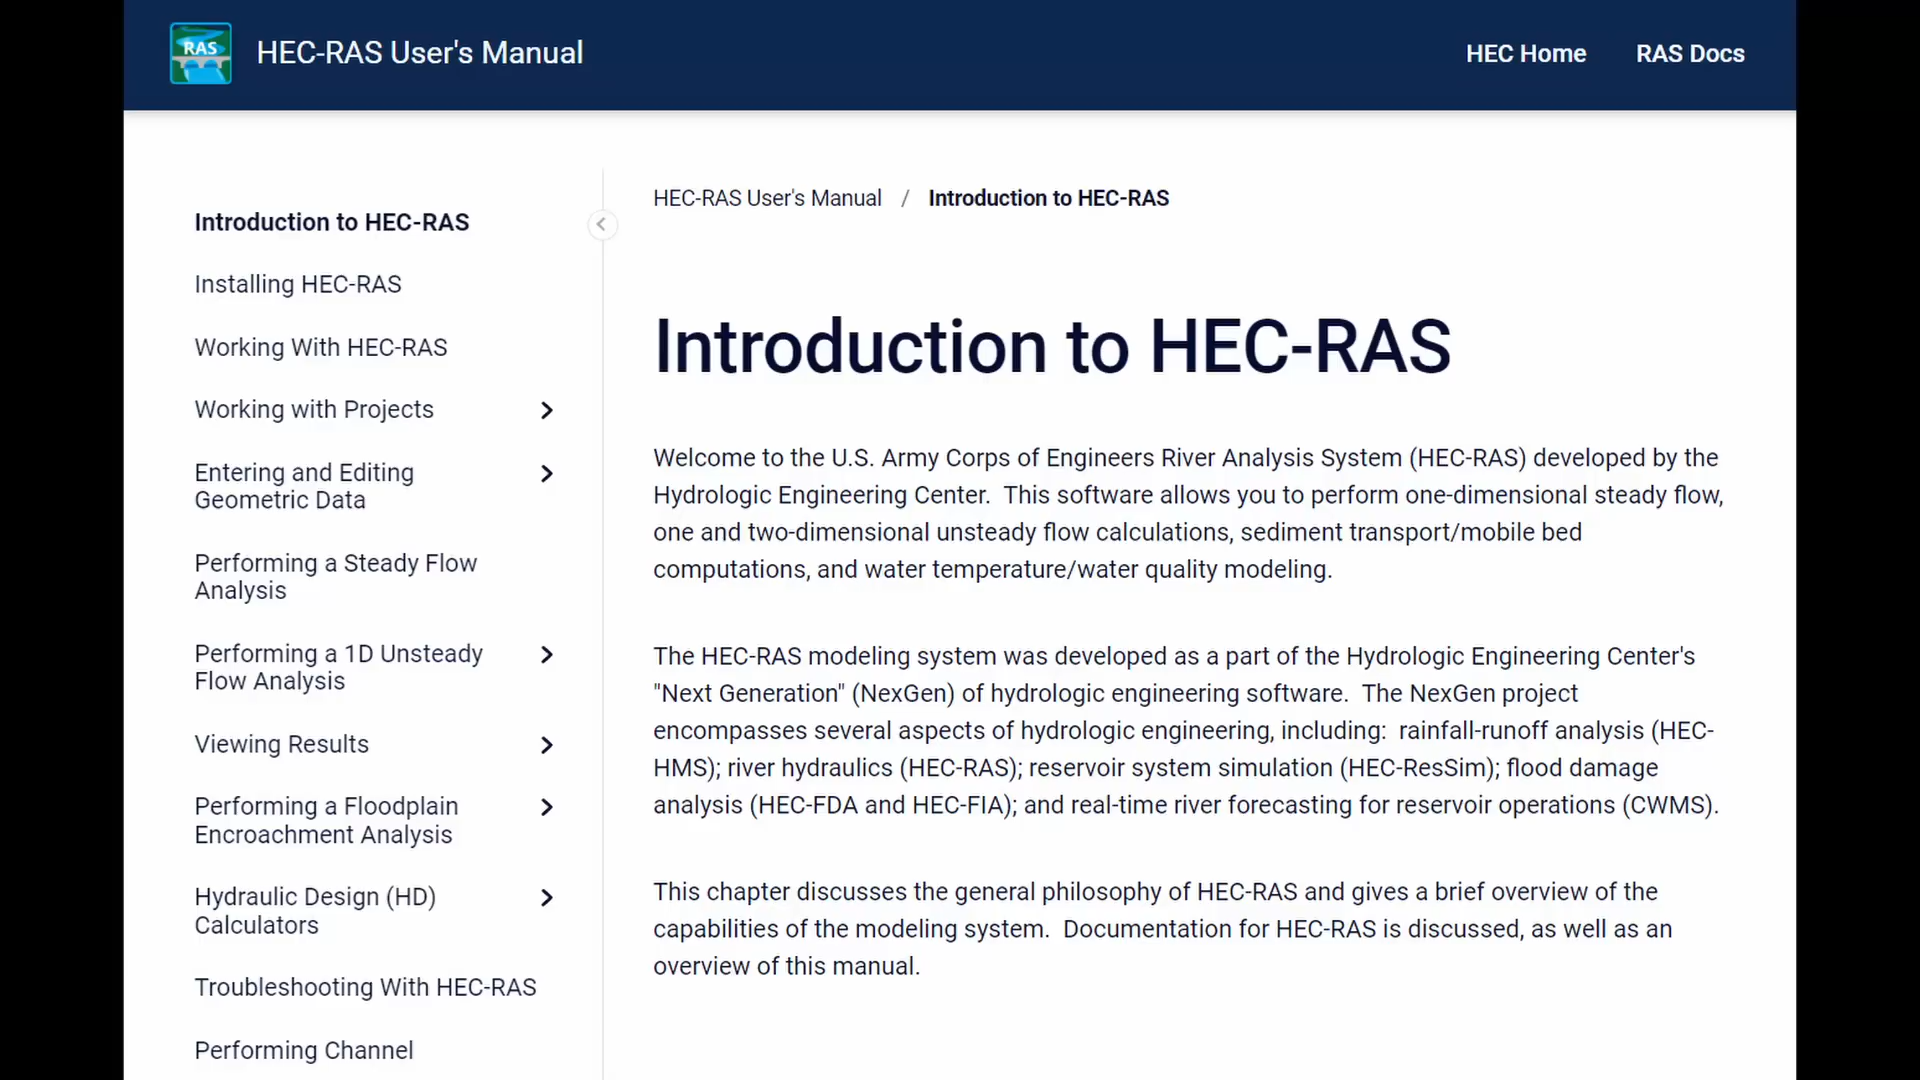 RAS
HEC-RAS User's Manual
HEC Home
RAS Docs
Introduction to HEC-RAS
Installing HEC-RAS
Working With HEC-RAS
Working with Projects
Entering and Editing
Geometric Data
Performing a Steady Flow
Analysis
Performing a 1D Unsteady
Flow Analysis
Viewing Results
Performing a Floodplain
Encroachment Analysis
Hydraulic Design (HD)
Calculators
Troubleshooting With HEC-RAS
Performing Channel
HEC-RAS User's Manual / Introduction to HEC-RAS
Introduction to HEC-RAS
Welcome to the U.S. Army Corps of Engineers River Analysis System (HEC-RAS) developed by the
Hydrologic Engineering Center.  This software allows you to perform one-dimensional steady flow,
one and two-dimensional unsteady flow calculations, sediment transport/mobile bed
computations, and water temperature/water quality modeling.
The HEC-RAS modeling system was developed as a part of the Hydrologic Engineering Center's
"Next Generation" (NexGen) of hydrologic engineering software.  The NexGen project
encompasses several aspects of hydrologic engineering, including:  rainfall-runoff analysis (HEC-
HMS); river hydraulics (HEC-RAS); reservoir system simulation (HEC-ResSim); flood damage
analysis (HEC-FDA and HEC-FIA); and real-time river forecasting for reservoir operations (CWMS).
This chapter discusses the general philosophy of HEC-RAS and gives a brief overview of the
capabilities of the modeling system.  Documentation for HEC-RAS is discussed, as well as an
overview of this manual.